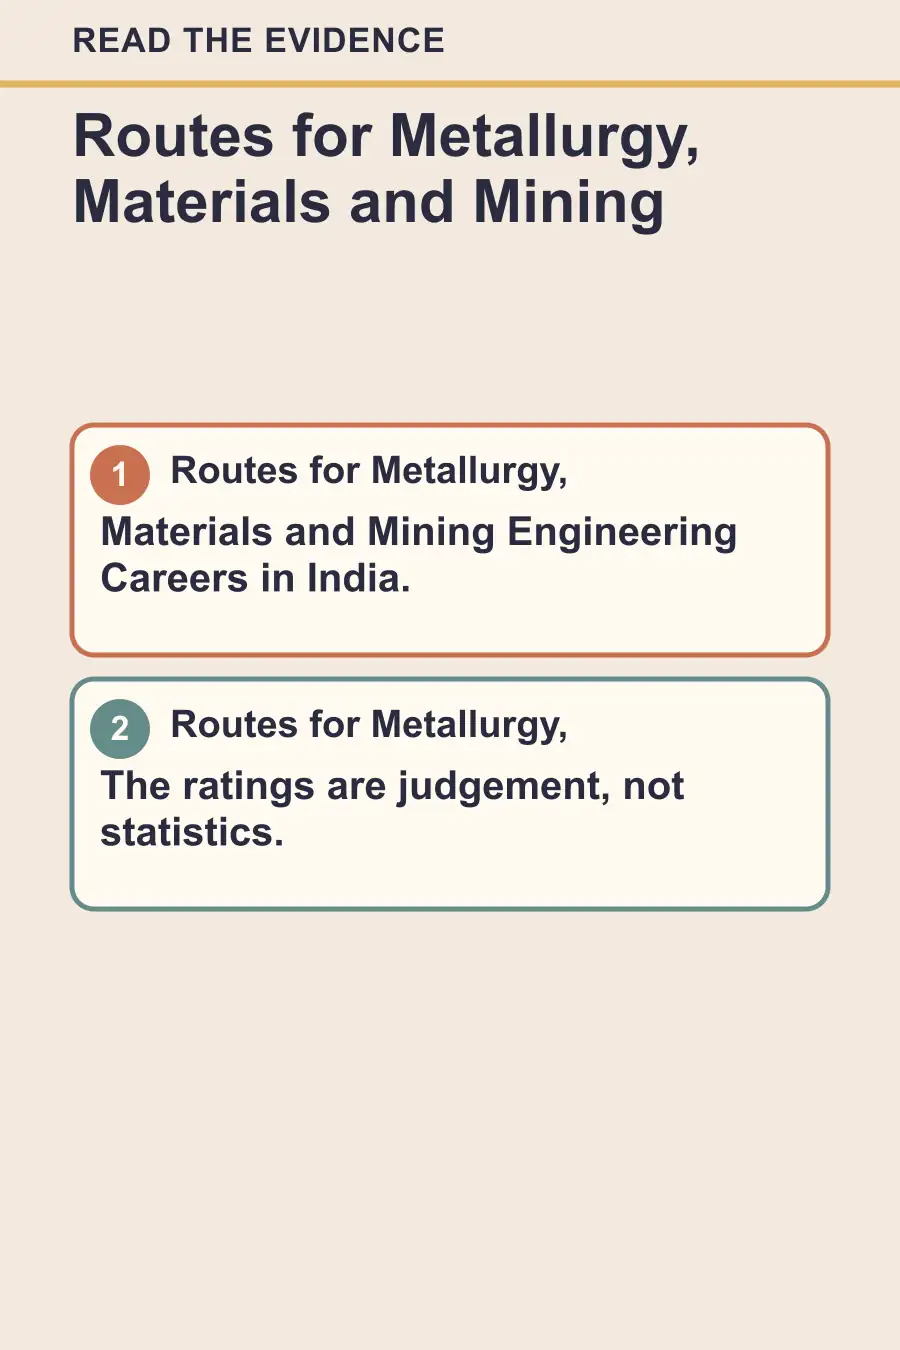 READ THE EVIDENCE
Routes for Metallurgy,
Materials and Mining
1 Routes for Metallurgy,
Materials and Mining Engineering
Careers in India.
2 Routes for Metallurgy,
The ratings are judgement, not
statistics.